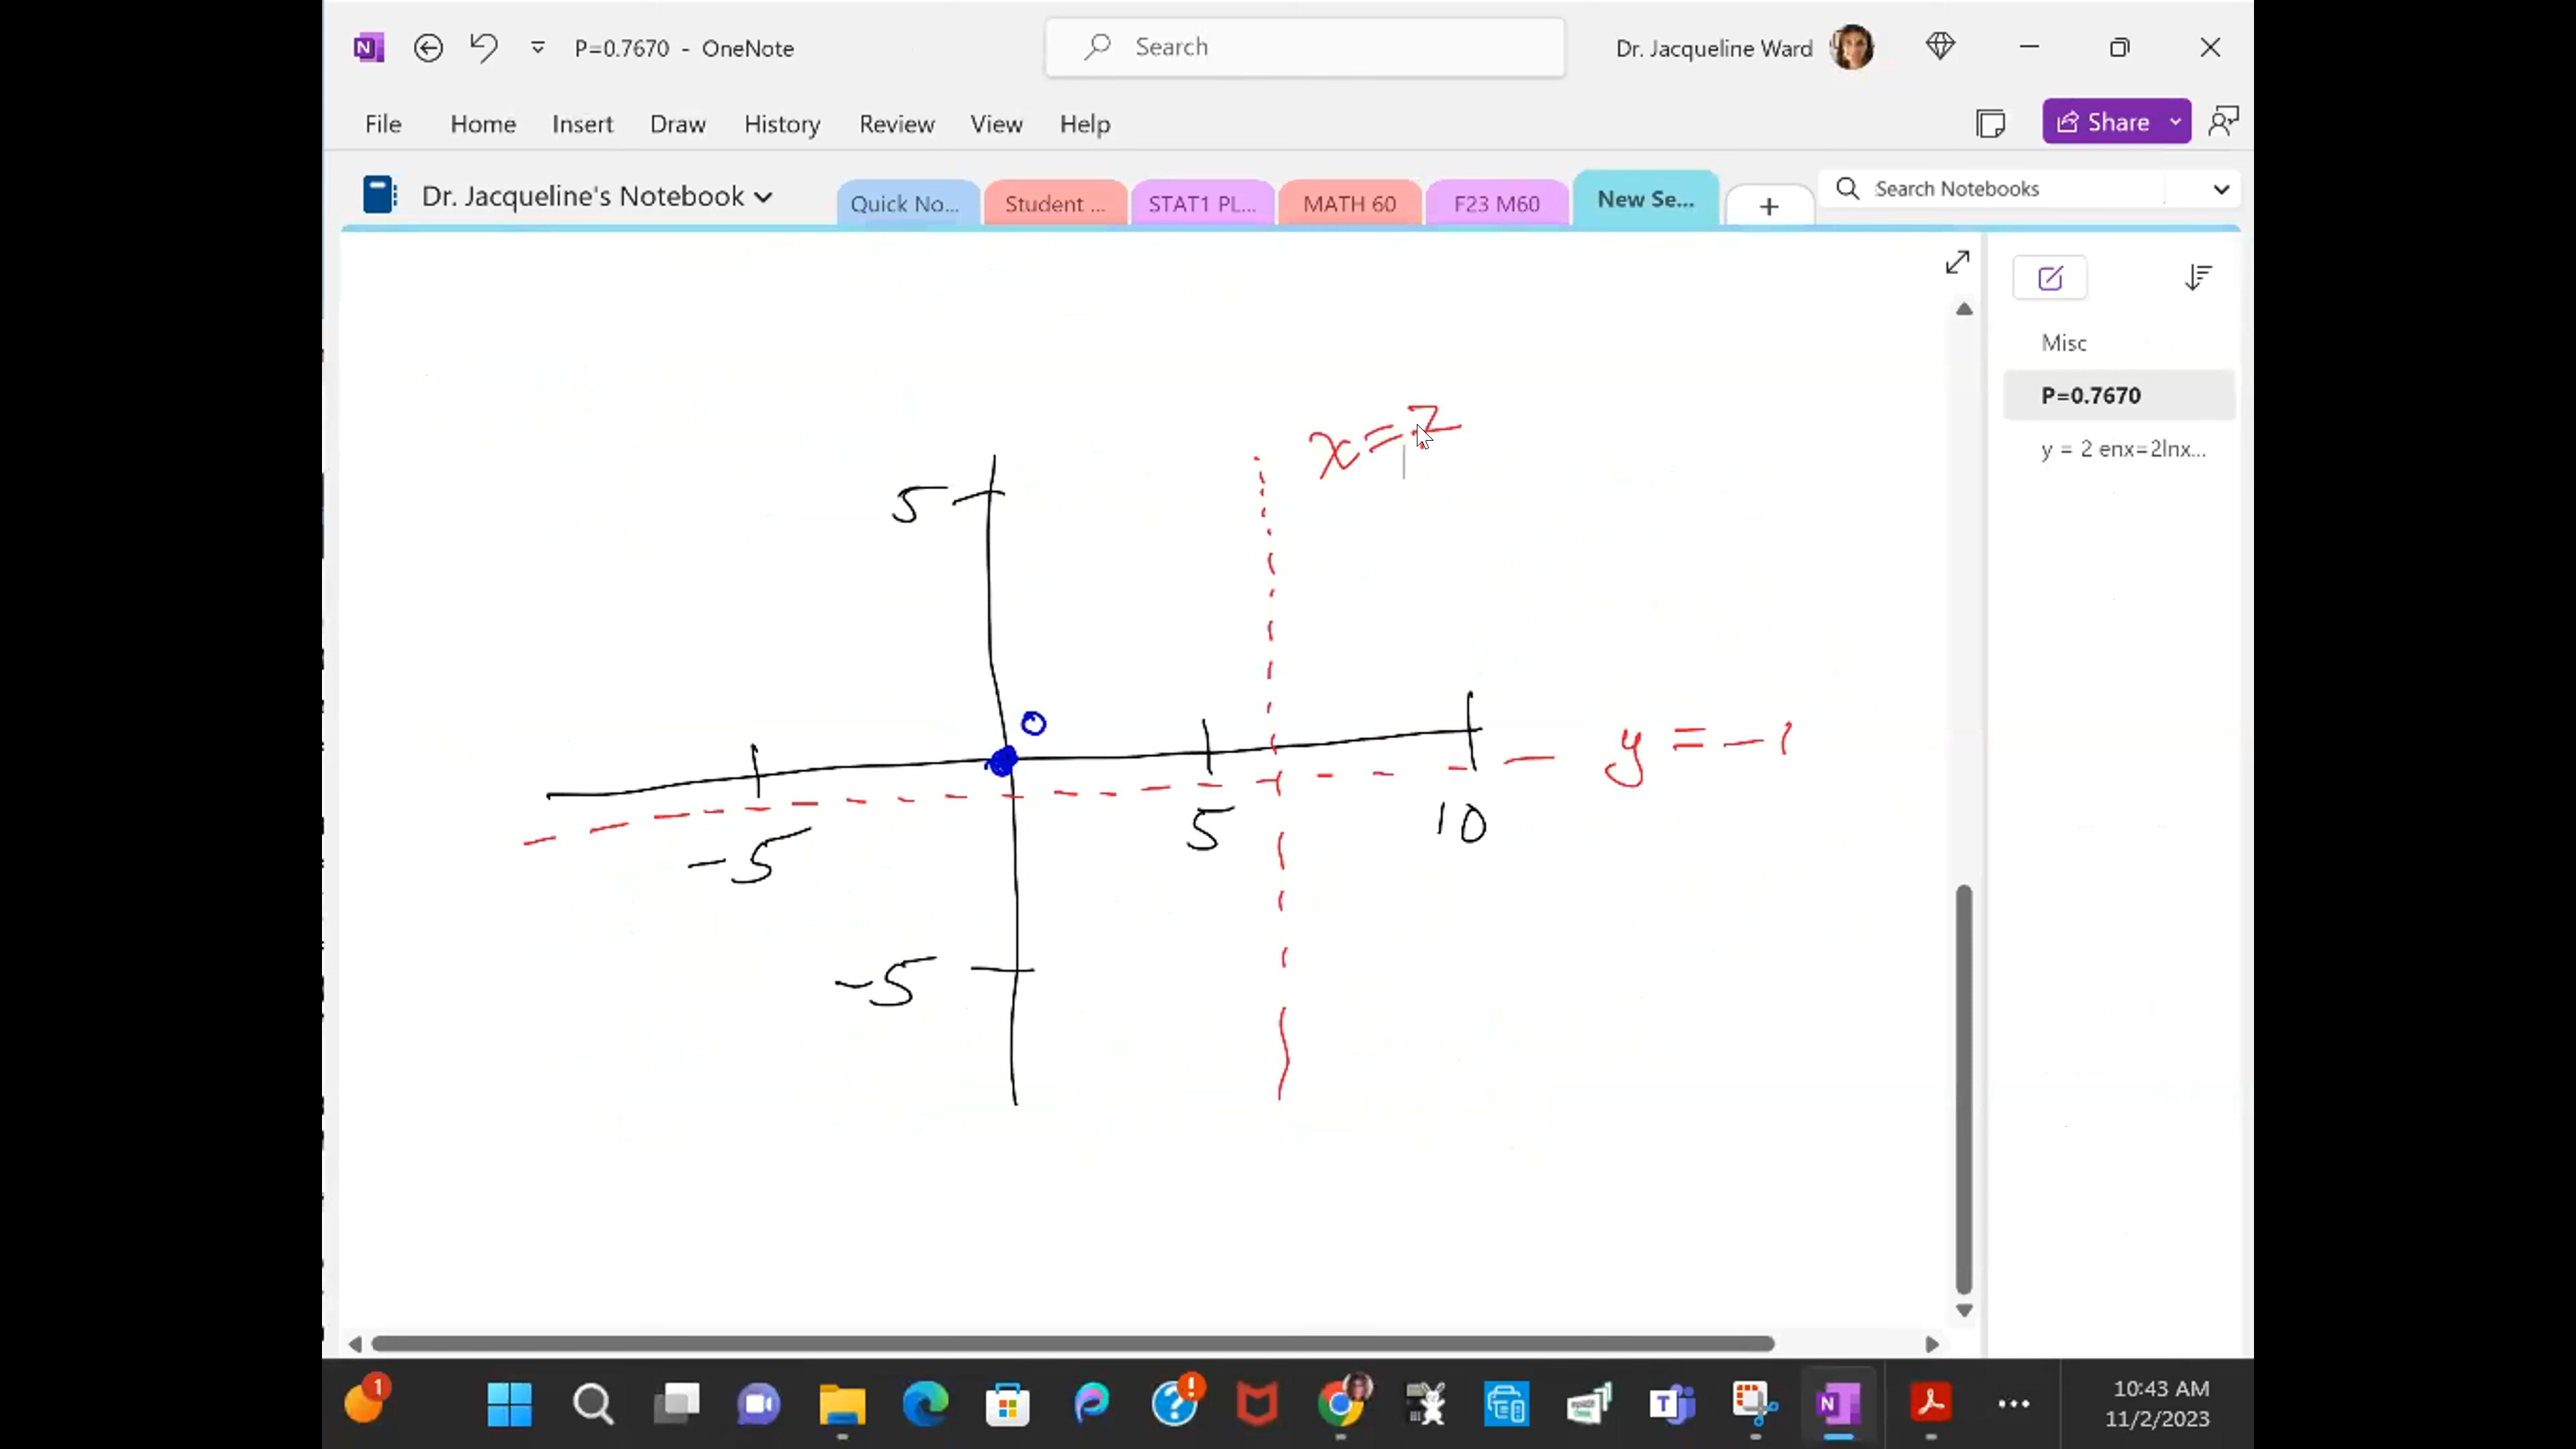 P=0.7670 - OneNote
Search
Dr. Jacqueline Ward
File Home Insert Draw History Review View Help
Share
Dr. Jacqueline's Notebook
Quick No...
Student ...
STAT1 PL...
MATH 60
F23 M60
New Se...
+
Search Notebooks
Misc
P=0.7670
y = 2 enx=2lnx...
x=7
5
0
y = -1
5
10
-5
-5
1
10:43 AM
11/2/2023